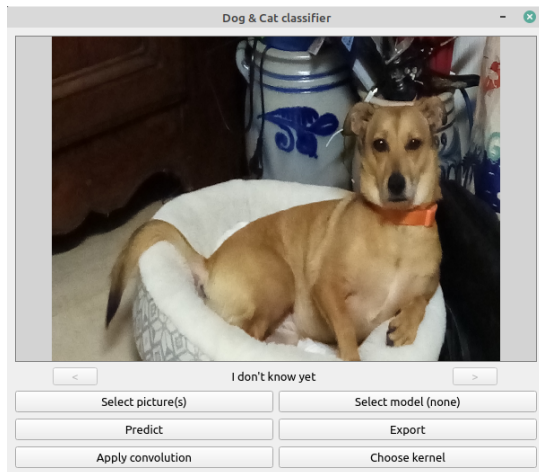 Dog & Cat classifier
< I don't know yet >
Select picture(s) Select model (none)
Predict Export
Apply convolution Choose kernel